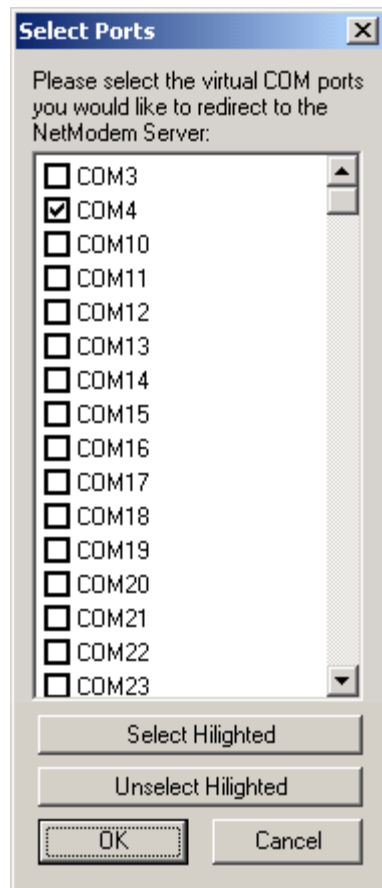 Select Ports
Please select the virtual COM ports
you would like to redirect to the
NetModem Server:
COM3
COM4
COM10
COM11
COM12
COM13
COM14
COM15
COM16
COM17
COM18
COM19
COM20
COM21
COM22
COM23
Select Hilighted
Unselect Hilighted
OK
Cancel